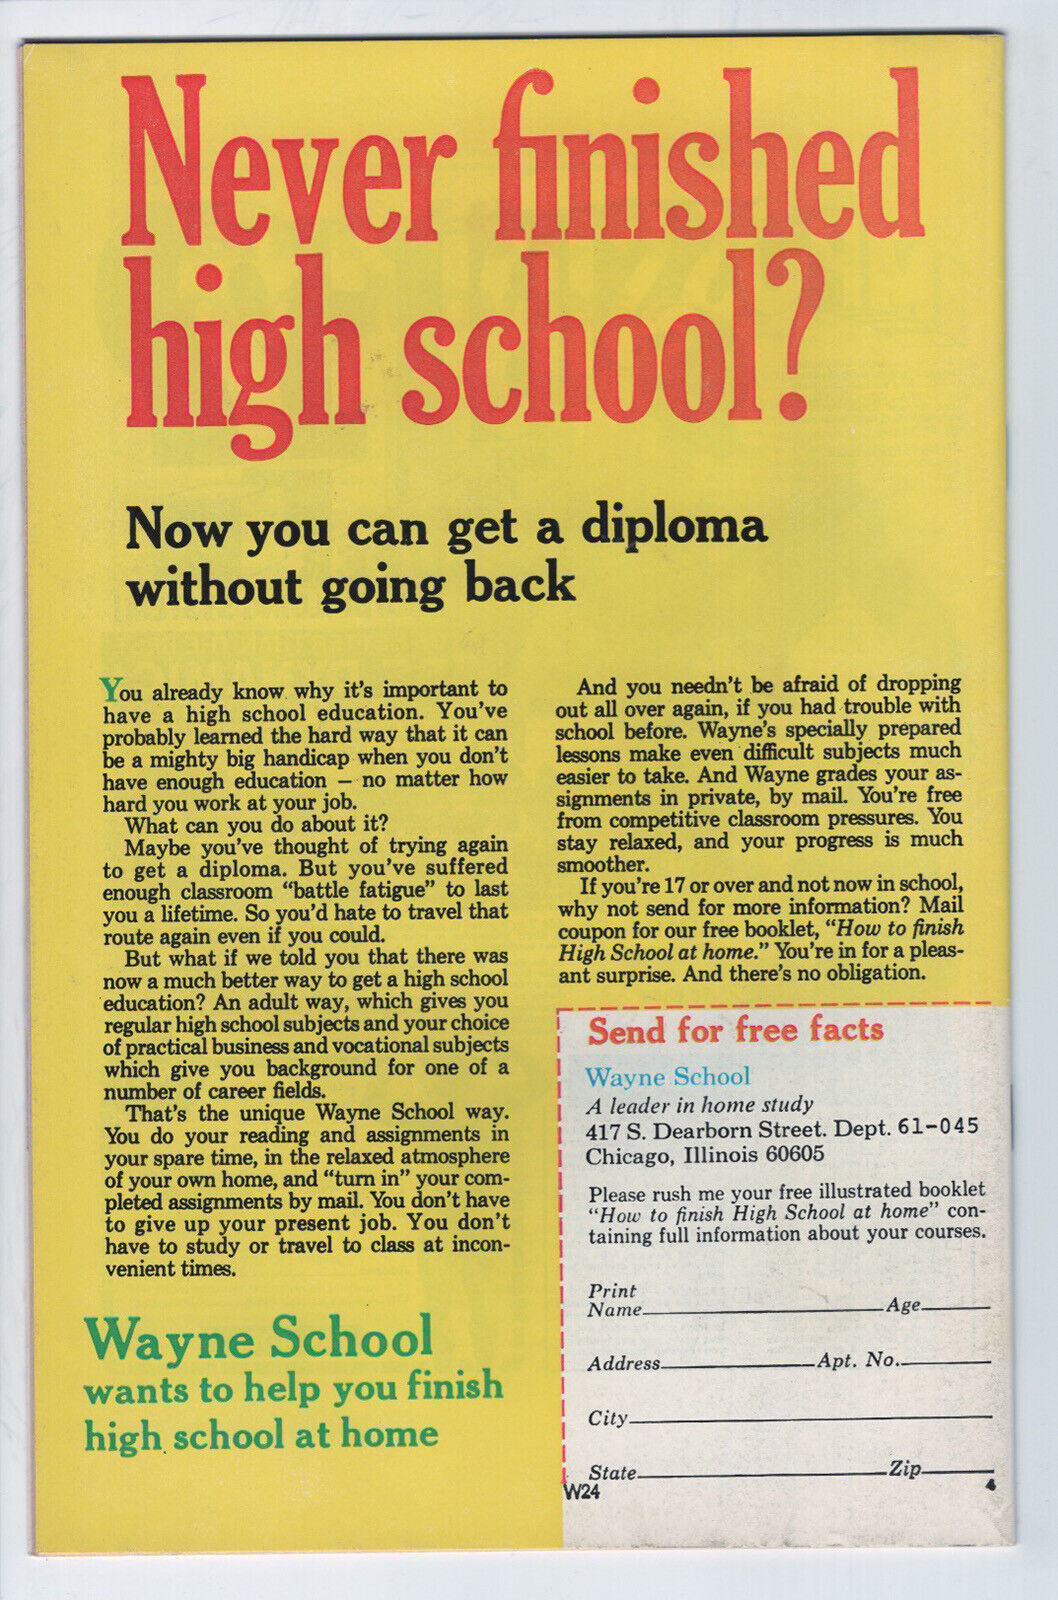 Never finished
high school?
Now you can get a diploma
without going back
You already know why it's important to
have a high school education. You've
probably learned the hard way that it can
be a mighty big handicap when you don't
have enough education – no matter how
hard you work at your job.
What can you do about it?
Maybe you've thought of trying again
to get a diploma. But you've suffered
enough classroom "battle fatigue" to last
you a lifetime. So you'd hate to travel that
route again even if you could.
But what if we told you that there was
now a much better way to get a high school
education? An adult way, which gives you
regular high school subjects and your choice
of practical business and vocational subjects
which give you background for one of a
number of career fields.
That's the unique Wayne School way.
You do your reading and assignments in
your spare time, in the relaxed atmosphere
of your own home, and "turn in" your com-
pleted assignments by mail. You don't have
to give up your present job. You don't
have to study or travel to class at incon-
venient times.
Wayne School
wants to help you finish
high school at home
And you needn't be afraid of dropping
out all over again, if you had trouble with
school before. Wayne's specially prepared
lessons make even difficult subjects much
easier to take. And Wayne grades your as-
signments in private, by mail. You're free
from competitive classroom pressures. You
stay relaxed, and your progress is much
smoother.
If you're 17 or over and not now in school,
why not send for more information? Mail
coupon for our free booklet, "How to finish
High School at home." You're in for a pleas-
ant surprise. And there's no obligation.
Send for free facts
Wayne School
A leader in home study
417 S. Dearborn Street. Dept. 61-045
Chicago, Illinois 60605
Please rush me your free illustrated booklet
"How to finish High School at home" con-
taining full information about your courses.
Print
Name Age
Address Apt. No.
City
State Zip
W24 4